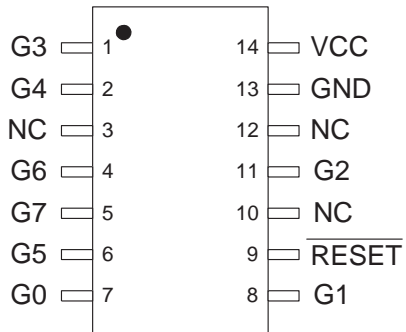 G3 1 14 VCC
G4 2 13 GND
NC 3 12 NC
G6 4 11 G2
G7 5 10 NC
G5 6 9 RESET
G0 7 8 G1